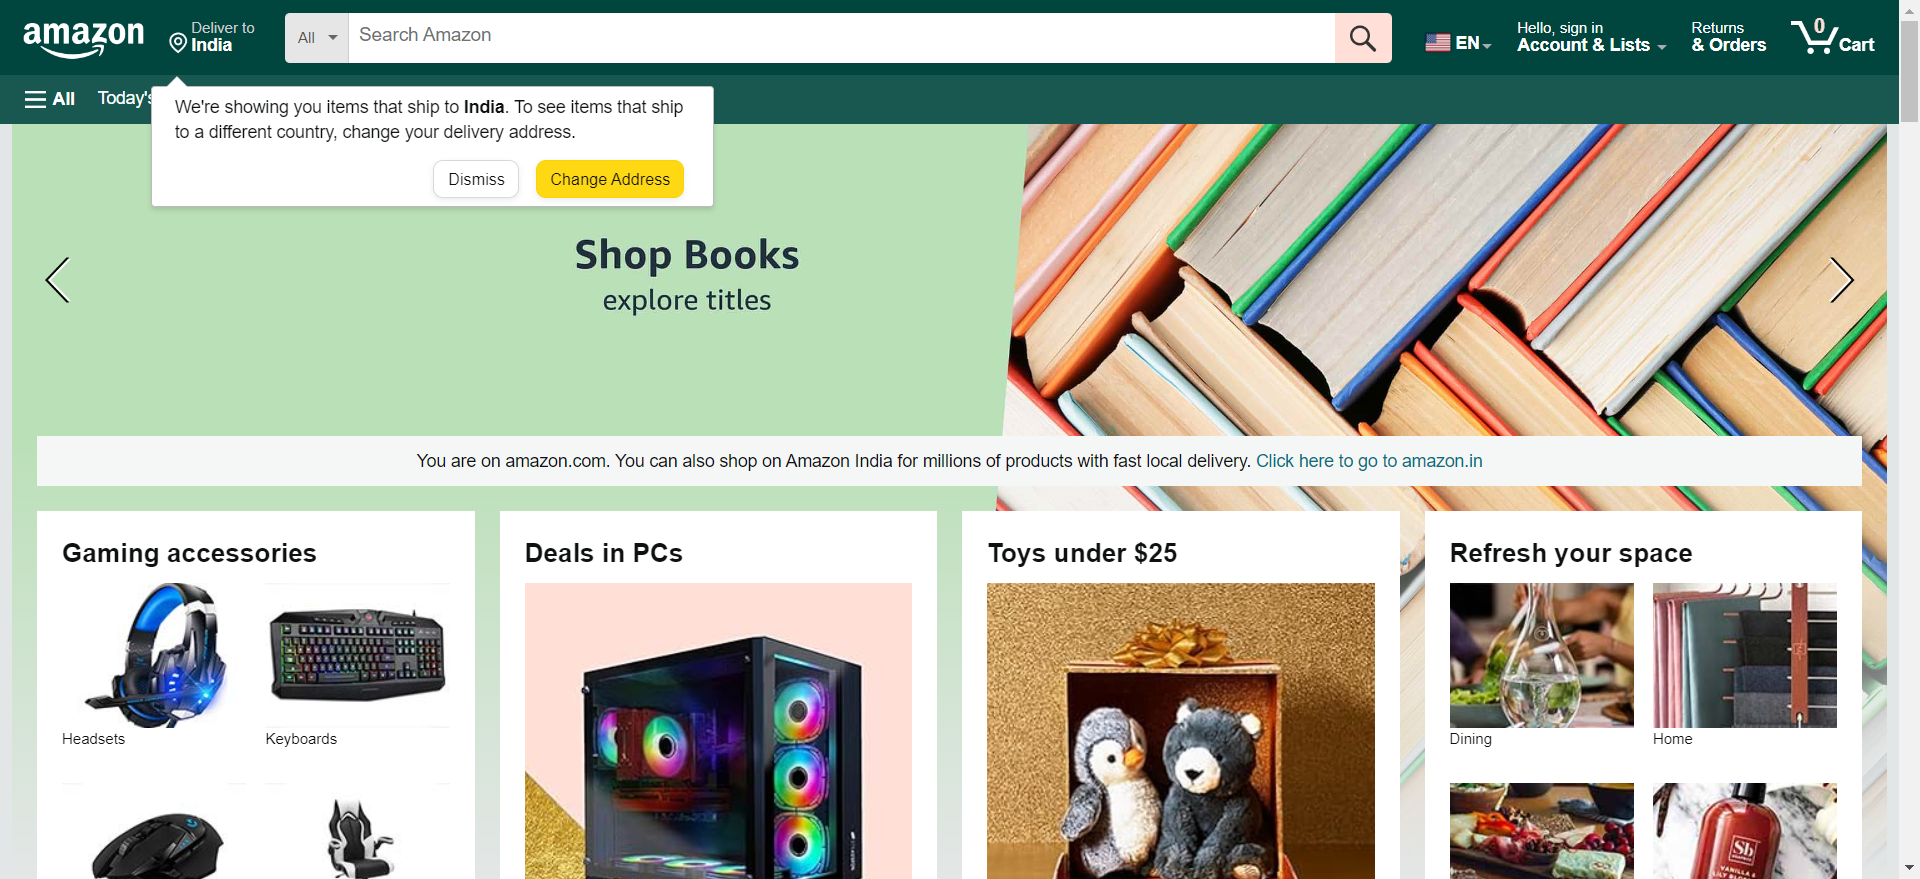 amazon
Deliver to
India
All
Search Amazon
EN
Hello, sign in
Account & Lists
Returns
& Orders
0
Cart
All
Today's
We're showing you items that ship to India. To see items that ship
to a different country, change your delivery address.
Dismiss
Change Address
Shop Books
explore titles
You are on amazon.com. You can also shop on Amazon India for millions of products with fast local delivery. Click here to go to amazon.in
Gaming accessories
Deals in PCs
Toys under $25
Refresh your space
Headsets
Keyboards
Dining
Home
Sb
VANILLA &